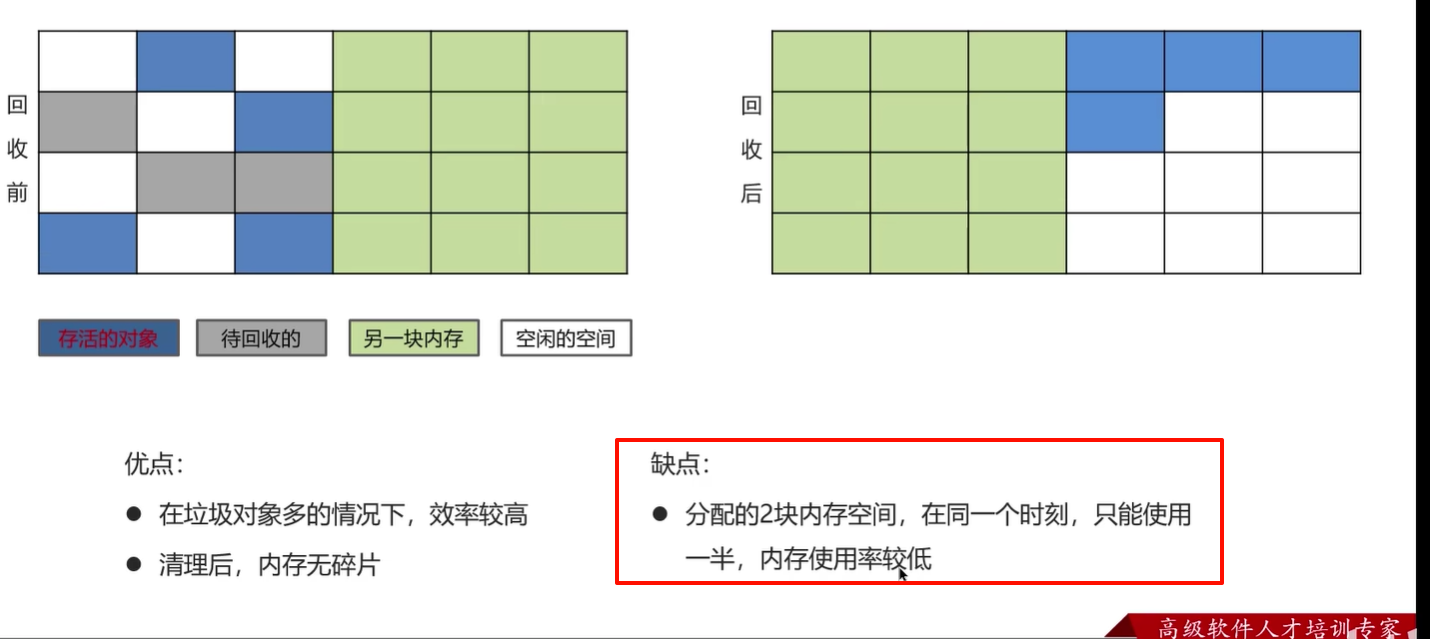 回收前
回收后
存活的对象
待回收的
另一块内存
空闲的空间
优点：
● 在垃圾对象多的情况下，效率较高
● 清理后，内存无碎片
缺点：
● 分配的2块内存空间，在同一个时刻，只能使用
一半，内存使用率较低
高级软件人才培训专家